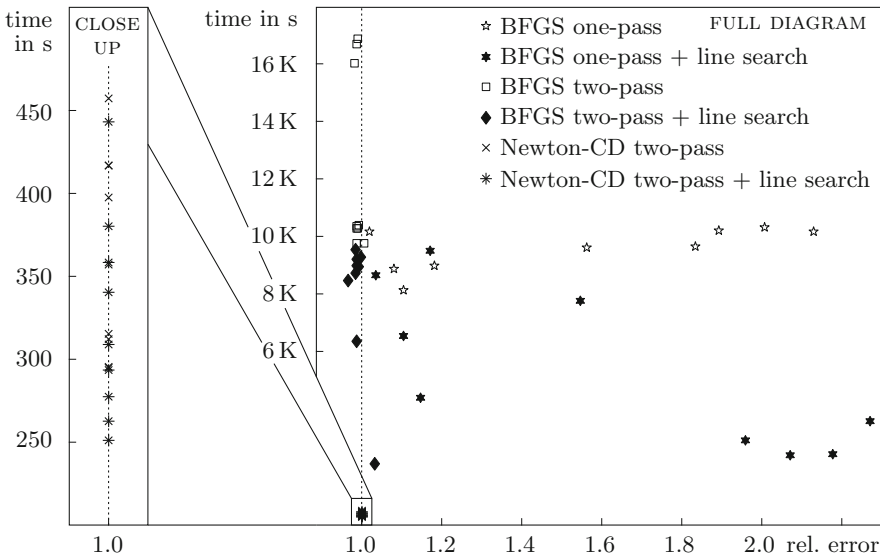 time
in s
CLOSE
UP
450
400
350
300
250
1.0
time in s
FULL DIAGRAM
BFGS one-pass
BFGS one-pass + line search
BFGS two-pass
BFGS two-pass + line search
Newton-CD two-pass
Newton-CD two-pass + line search
16 K
14 K
12 K
10 K
8 K
6 K
1.0 1.2 1.4 1.6 1.8 2.0 rel. error